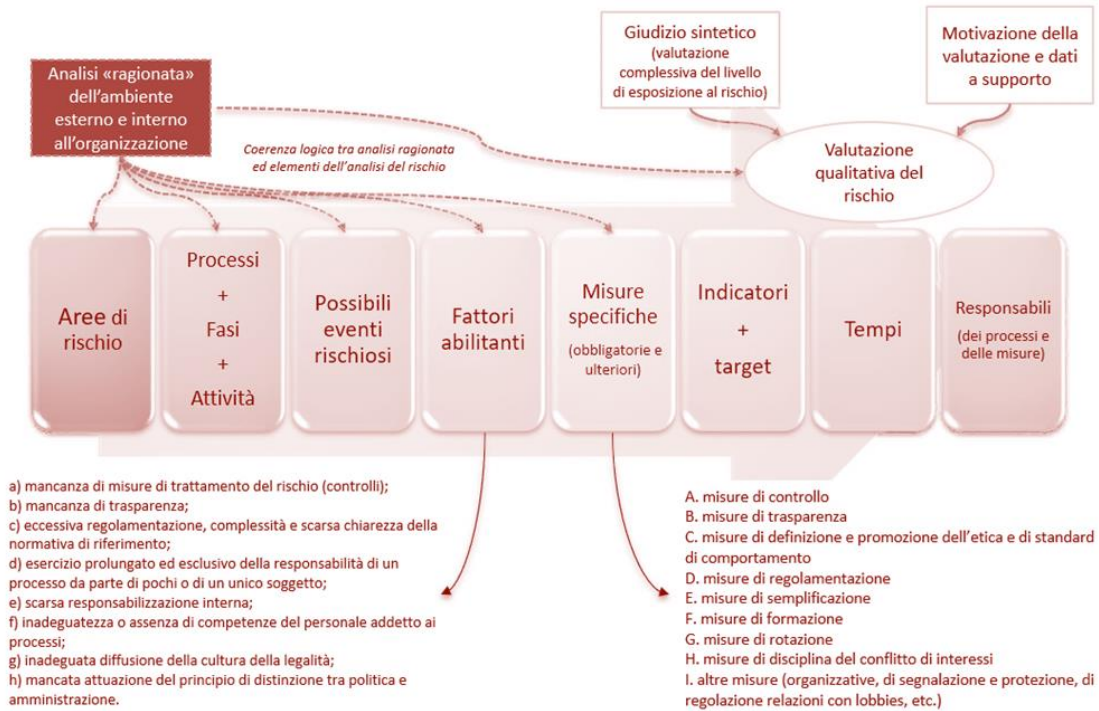 Analisi «ragionata»
dell'ambiente
esterno e interno
all'organizzazione
Giudizio sintetico
(valutazione
complessiva del livello
di esposizione al rischio)
Motivazione della
valutazione e dati
a supporto
Coerenza logica tra analisi ragionata
ed elementi dell'analisi del rischio
Valutazione
qualitativa del
rischio
Aree di
rischio
Processi
+
Fasi
+
Attività
Possibili
eventi
rischiosi
Fattori
abilitanti
Misure
specifiche
(obbligatorie e
ulteriori)
Indicatori
+
target
Tempi
Responsabili
(dei processi e
delle misure)
a) mancanza di misure di trattamento del rischio (controlli);
b) mancanza di trasparenza;
c) eccessiva regolamentazione, complessità e scarsa chiarezza della
normativa di riferimento;
d) esercizio prolungato ed esclusivo della responsabilità di un
processo da parte di pochi o di un unico soggetto;
e) scarsa responsabilizzazione interna;
f) inadeguatezza o assenza di competenze del personale addetto ai
processi;
g) inadeguata diffusione della cultura della legalità;
h) mancata attuazione del principio di distinzione tra politica e
amministrazione.
A. misure di controllo
B. misure di trasparenza
C. misure di definizione e promozione dell'etica e di standard
di comportamento
D. misure di regolamentazione
E. misure di semplificazione
F. misure di formazione
G. misure di rotazione
H. misure di disciplina del conflitto di interessi
I. altre misure (organizzative, di segnalazione e protezione, di
regolazione relazioni con lobbies, etc.)